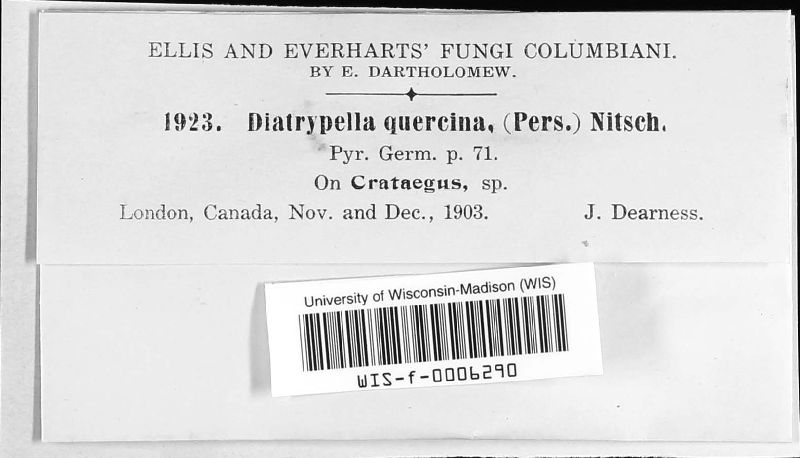 ELLIS AND EVERHARTS' FUNGI COLUMBIANI.
BY E. DARTHOLOMEW.
1923. Diatrypella quercina, (Pers.) Nitsch.
Pyr. Germ. p. 71.
On Crataegus, sp.
London, Canada, Nov. and Dec., 1903. J. Dearness.
University of Wisconsin-Madison (WIS)
WIS-f-0006290